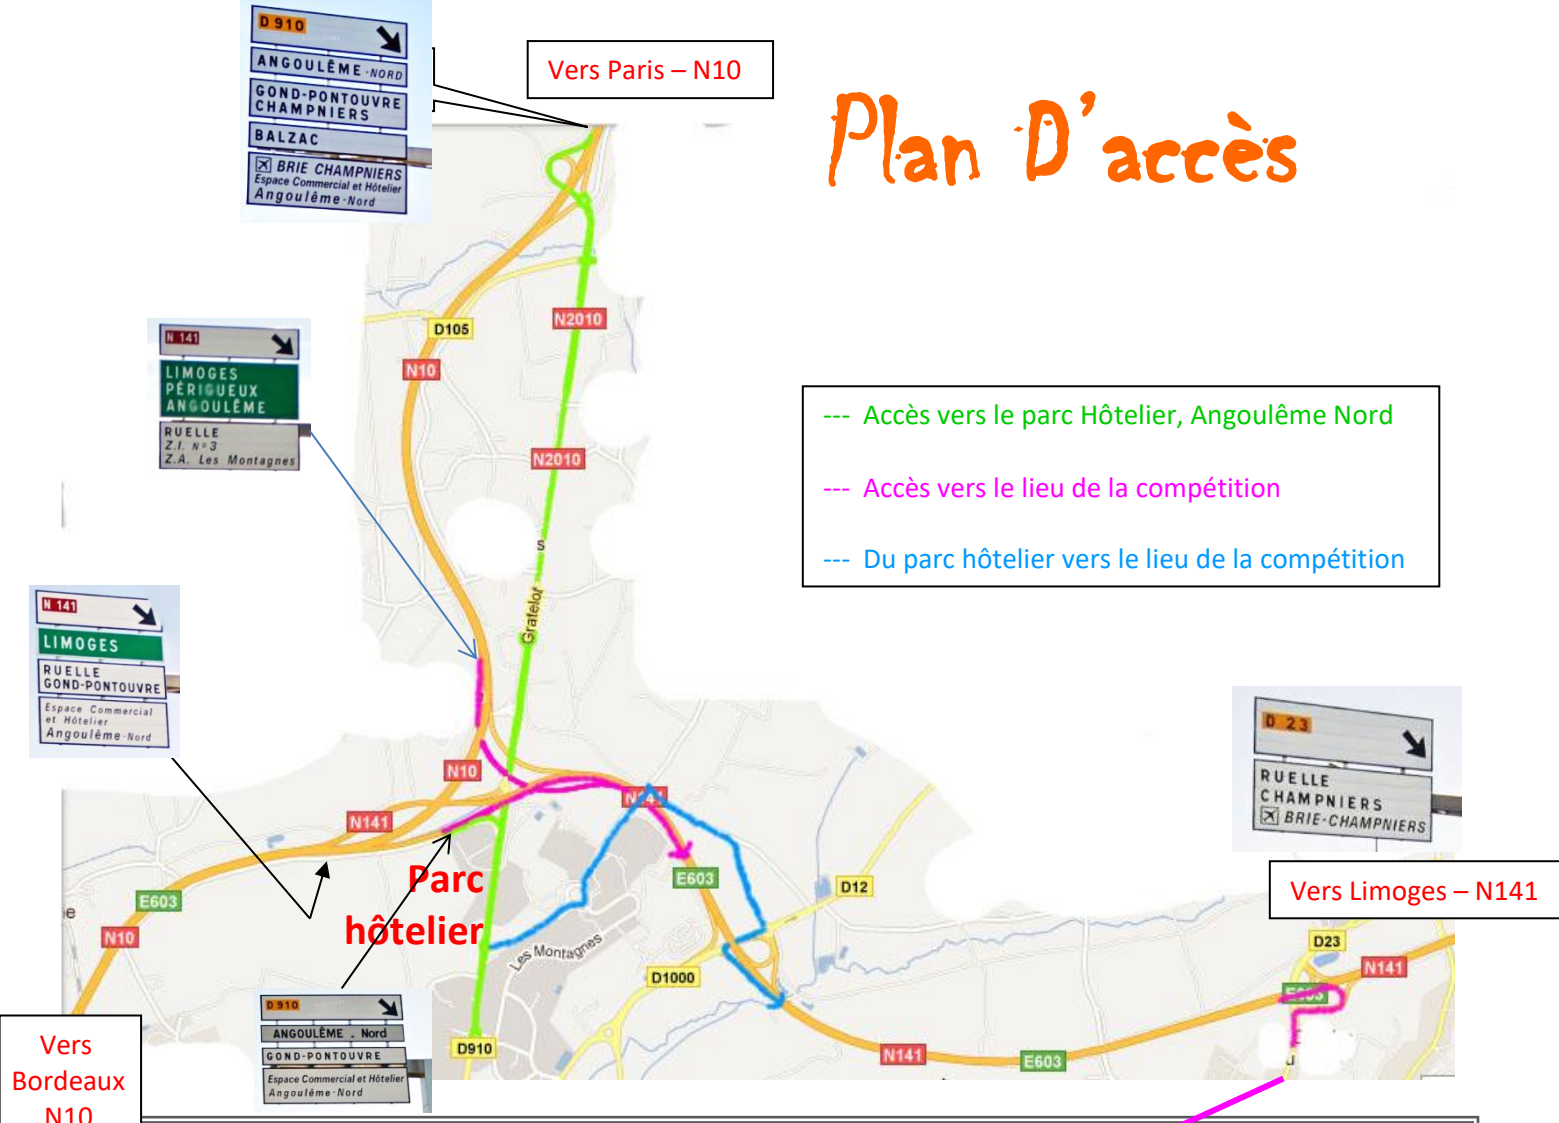 D 910
ANGOULÊME -NORD
GOND-PONTOUVRE
CHAMPNIERS
BALZAC
BRIE CHAMPNIERS
Espace Commercial et Hôtelier
Angoulême-Nord
Vers Paris – N10
Plan D'accès
N 141
LIMOGES
PÉRIGUEUX
ANGOULÊME
RUELLE
Z.I. N°3
Z.A. Les Montagnes
D105
N2010
N10
N2010
--- Accès vers le parc Hôtelier, Angoulême Nord
--- Accès vers le lieu de la compétition
--- Du parc hôtelier vers le lieu de la compétition
s
Gratelor
N 141
LIMOGES
RUELLE
GOND-PONTOUVRE
Espace Commercial
et Hôtelier
Angoulême-Nord
D 23
RUELLE
CHAMPNIERS
BRIE-CHAMPNIERS
Vers Limoges – N141
N10
N141
N141
E603
E603
D12
Parc
hôtelier
N10
e
Les Montagnes
D1000
D23
N141
E603
D910
N141
E603
u
D 910
ANGOULÊME . Nord
GOND-PONTOUVRE
Espace Commercial et Hôtelier
Angoulême-Nord
Vers
Bordeaux
N10